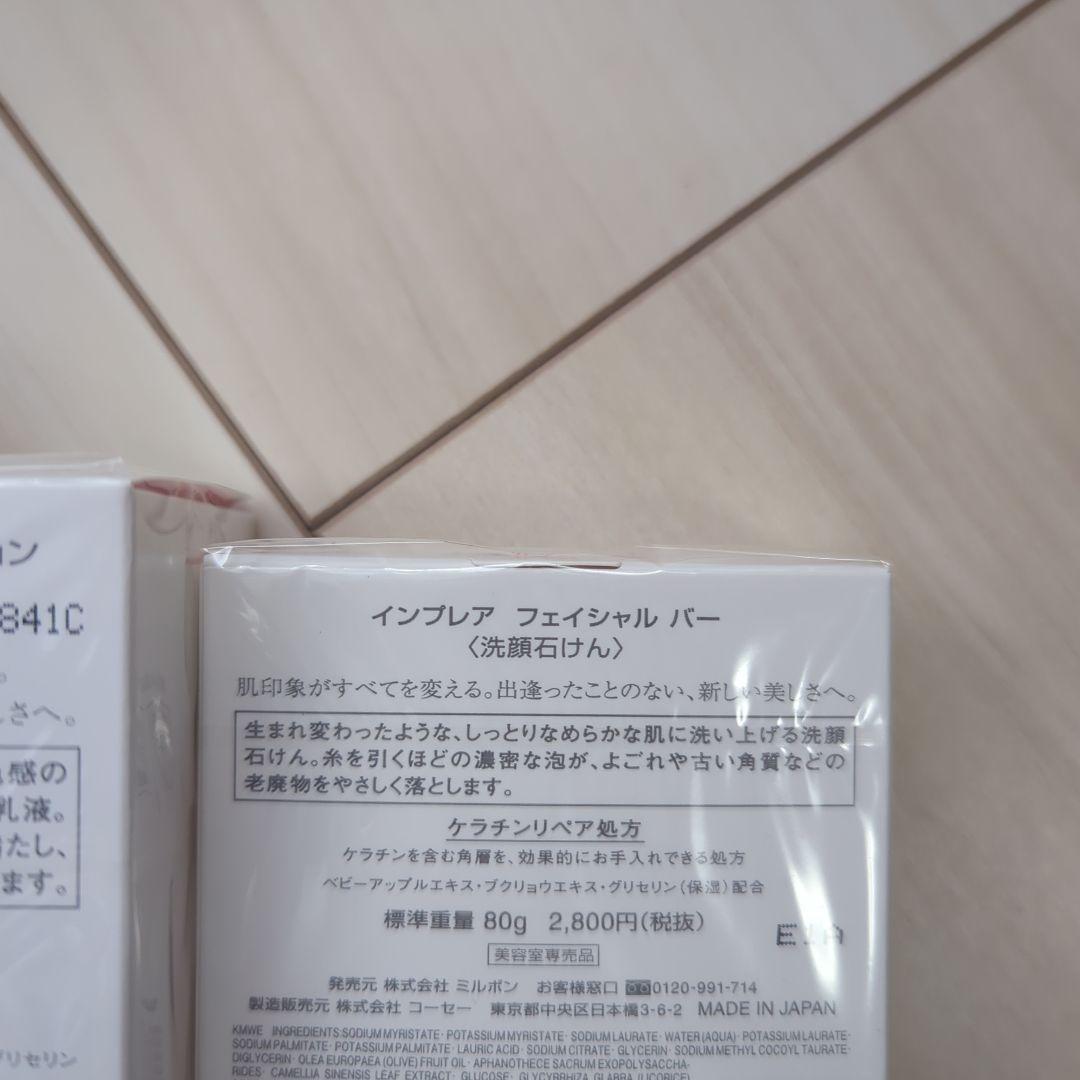 ョン
841C
。
しさへ。
感の
乳液。
たし、
ます。
グリセリン
インプレア フェイシャル バー
〈洗顔石けん〉
肌印象がすべてを変える。出逢ったことのない、新しい美しさへ。
生まれ変わったような、しっとりなめらかな肌に洗い上げる洗顔
石けん。糸を引くほどの濃密な泡が、よごれや古い角質などの
老廃物をやさしく落とします。
ケラチンリペア処方
ケラチンを含む角層を、効果的にお手入れできる処方
ベビーアップルエキス・ブクリョウエキス・グリセリン(保湿)配合
標準重量 80g 2,800円(税抜)
E1A
美容室専売品
発売元 株式会社 ミルボン お客様窓口 0120-991-714
製造販売元 株式会社 コーセー 東京都中央区日本橋3-6-2 MADE IN JAPAN
KMWE INGREDIENTS:SODIUM MYRISTATE· POTASSIUM MYRISTATE· SODIUM LAURATE· WATER (AQUA)· POTASSIUM LAURATE·
SODIUM PALMITATE· POTASSIUM PALMITATE· LAURIC ACID· SODIUM CITRATE· GLYCERIN· SODIUM METHYL COCOYL TAURATE·
DIGLYCERIN· OLEA EUROPAEA (OLIVE) FRUIT OIL· APHANOTHECE SACRUM EXOPOLYSACCHA-
RIDES· CAMELLIA SINENSIS LEAF EXTRACT· GLUCOSE· GLYCYRRHIZA GLABRA (LICORICE)